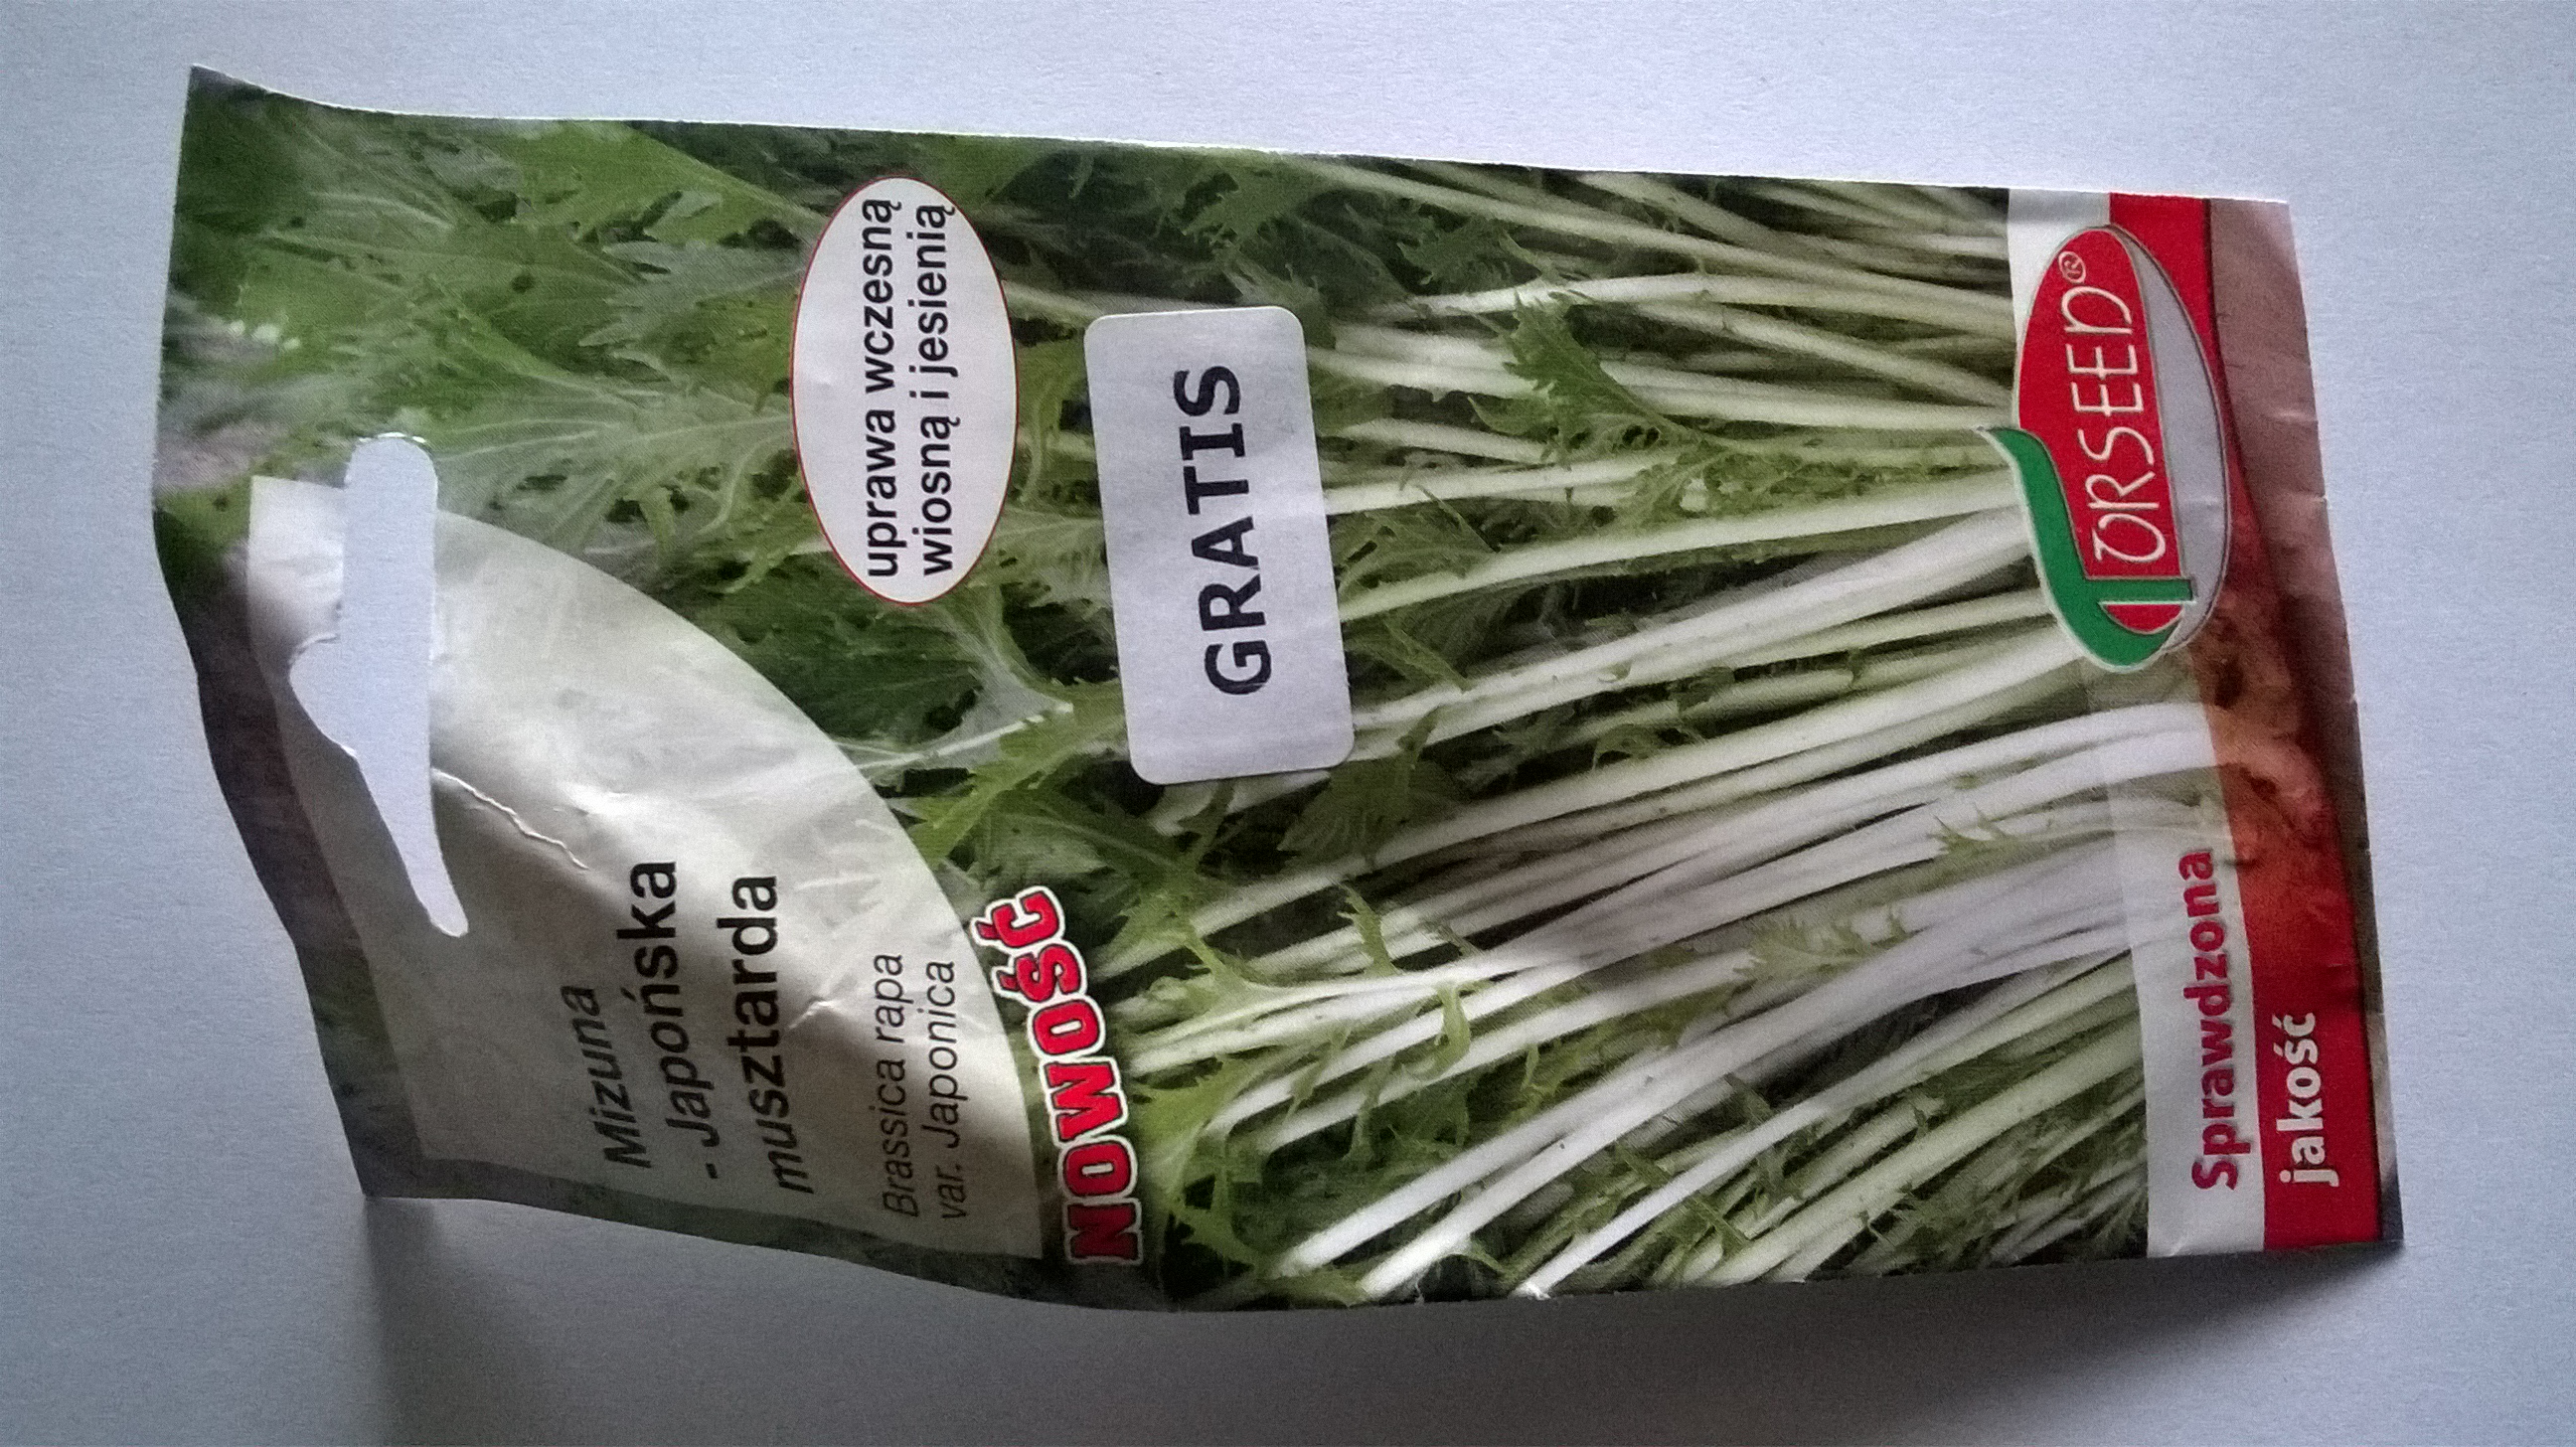 Mizuna
- Japońska
musztarda
Brassica rapa
var. Japonica
NOWOŚĆ
uprawa wczesną
wiosną i jesienią
GRATIS
TORSEED®
Sprawdzona
jakość